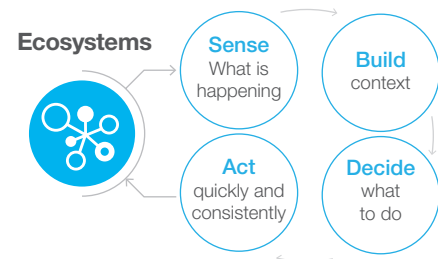 Ecosystems
Sense
What is
happening
Build
context
Act
quickly and
consistently
Decide
what
to do